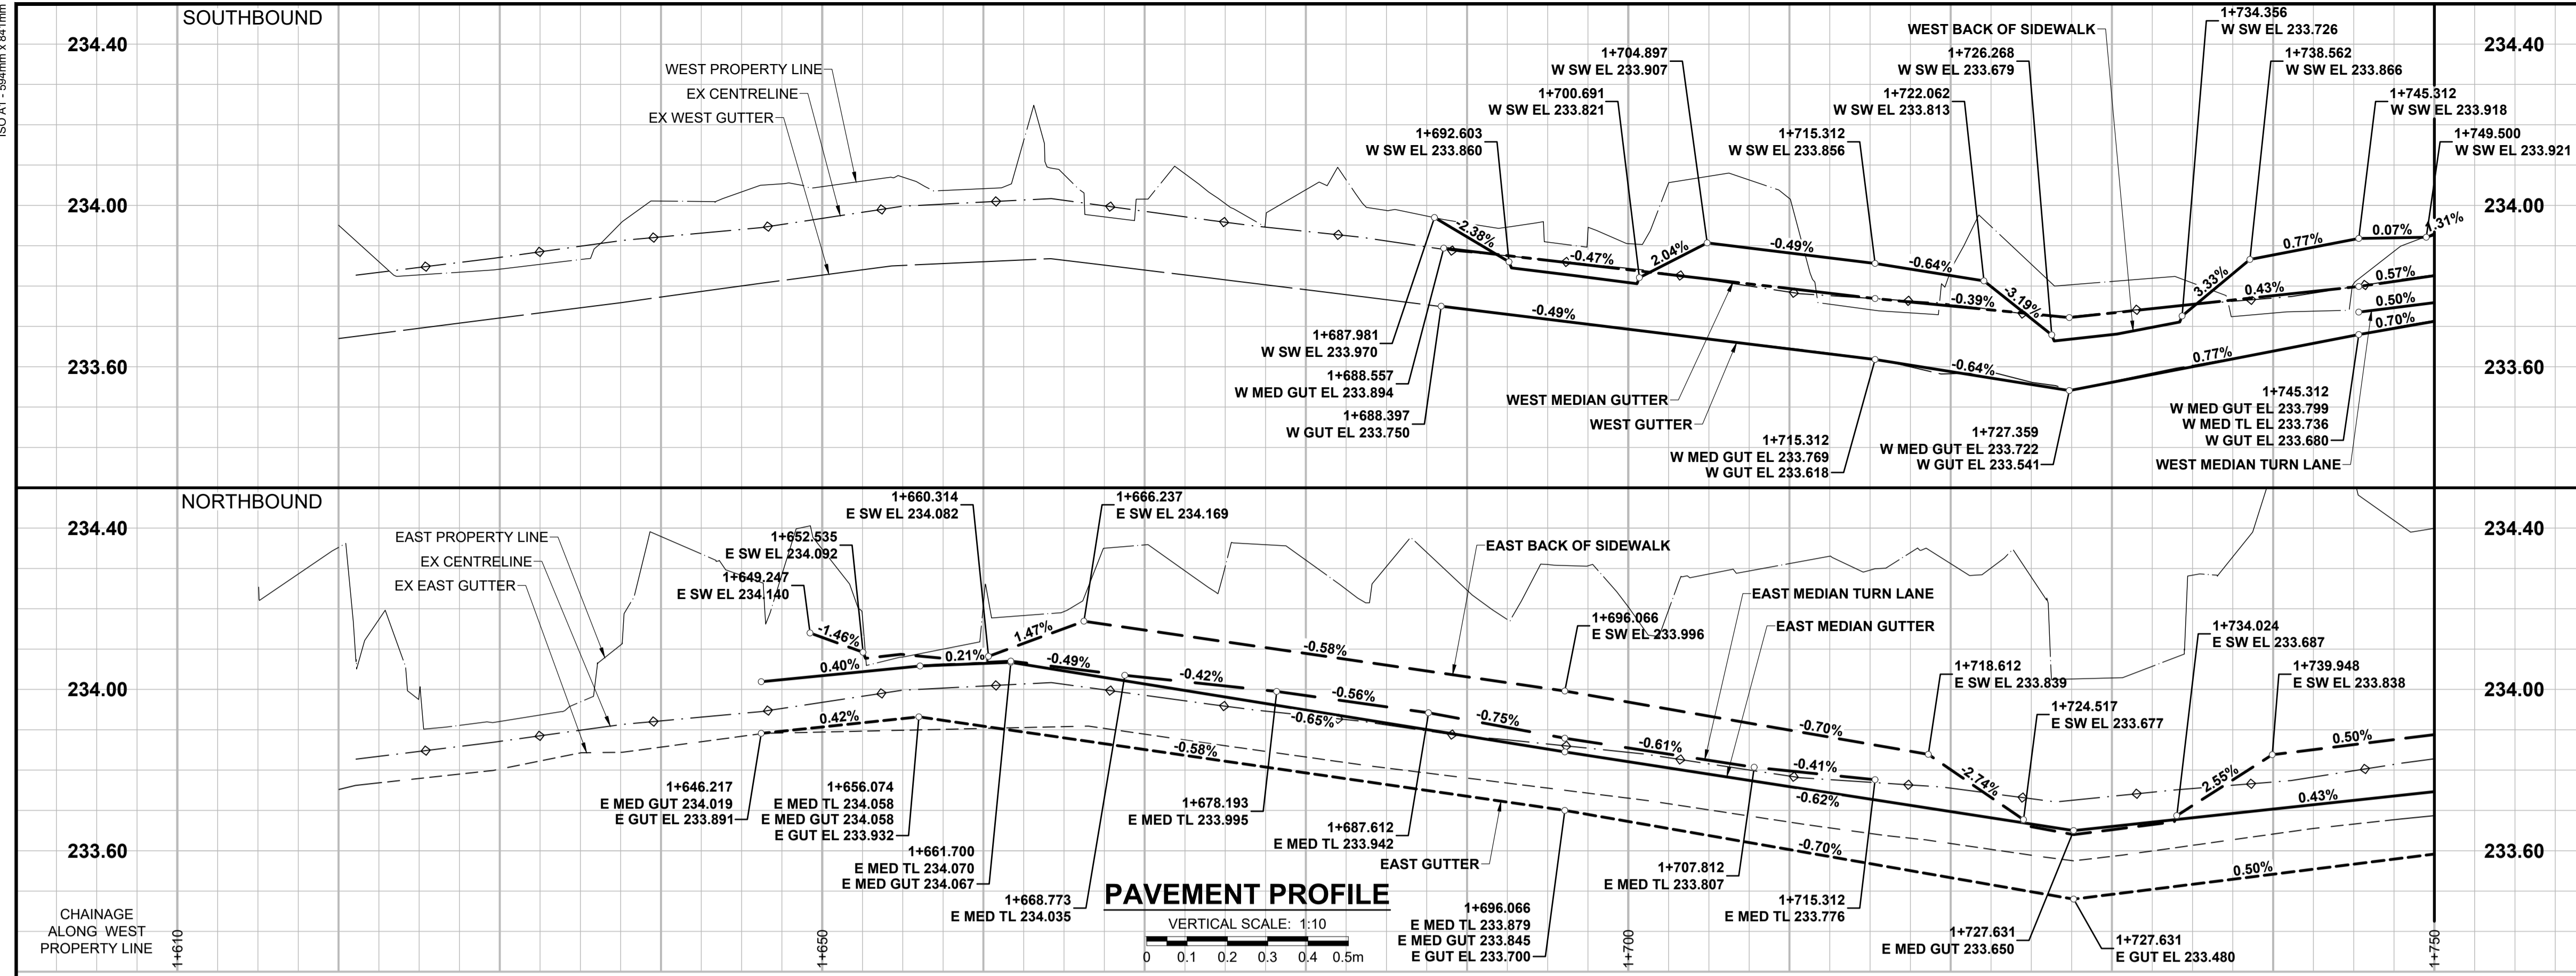 ISO A1 - 594mm x 841mm
SOUTHBOUND
234.40
234.00
233.60
234.40
234.00
233.60
WEST PROPERTY LINE
EX CENTRELINE
EX WEST GUTTER
1+692.603
W SW EL 233.860
1+700.691
W SW EL 233.821
1+704.897
W SW EL 233.907
1+715.312
W SW EL 233.856
1+722.062
W SW EL 233.813
1+726.268
W SW EL 233.679
WEST BACK OF SIDEWALK
1+734.356
W SW EL 233.726
1+738.562
W SW EL 233.866
1+745.312
W SW EL 233.918
1+749.500
W SW EL 233.921
-2.38%
-0.47%
2.04%
-0.49%
-0.64%
-3.19%
-0.39%
3.33%
0.43%
0.77%
0.07%
1.31%
0.57%
0.50%
0.70%
-0.49%
-0.64%
0.77%
1+687.981
W SW EL 233.970
1+688.557
W MED GUT EL 233.894
1+688.397
W GUT EL 233.750
WEST MEDIAN GUTTER
WEST GUTTER
1+715.312
W MED GUT EL 233.769
W GUT EL 233.618
1+727.359
W MED GUT EL 233.722
W GUT EL 233.541
1+745.312
W MED GUT EL 233.799
W MED TL EL 233.736
W GUT EL 233.680
WEST MEDIAN TURN LANE
NORTHBOUND
234.40
234.00
233.60
234.40
234.00
233.60
EAST PROPERTY LINE
EX CENTRELINE
EX EAST GUTTER
1+649.247
E SW EL 234.140
1+652.535
E SW EL 234.092
1+660.314
E SW EL 234.082
1+666.237
E SW EL 234.169
EAST BACK OF SIDEWALK
EAST MEDIAN TURN LANE
EAST MEDIAN GUTTER
1+696.066
E SW EL 233.996
1+718.612
E SW EL 233.839
1+724.517
E SW EL 233.677
1+734.024
E SW EL 233.687
1+739.948
E SW EL 233.838
-1.46%
0.40%
0.21%
1.47%
-0.49%
-0.42%
-0.58%
-0.56%
-0.65%
-0.75%
-0.61%
-0.41%
-0.70%
-0.62%
-2.74%
2.55%
0.50%
0.43%
0.42%
-0.58%
-0.70%
0.50%
1+646.217
E MED GUT 234.019
E GUT EL 233.891
1+656.074
E MED TL 234.058
E MED GUT 234.058
E GUT EL 233.932
1+661.700
E MED TL 234.070
E MED GUT 234.067
1+668.773
E MED TL 234.035
1+678.193
E MED TL 233.995
1+687.612
E MED TL 233.942
EAST GUTTER
1+696.066
E MED TL 233.879
E MED GUT 233.845
E GUT EL 233.700
1+707.812
E MED TL 233.807
1+715.312
E MED TL 233.776
1+727.631
E MED GUT 233.650
1+727.631
E GUT EL 233.480
PAVEMENT PROFILE
VERTICAL SCALE: 1:10
0 0.1 0.2 0.3 0.4 0.5m
CHAINAGE
ALONG WEST
PROPERTY LINE
1+610
1+650
1+700
1+750